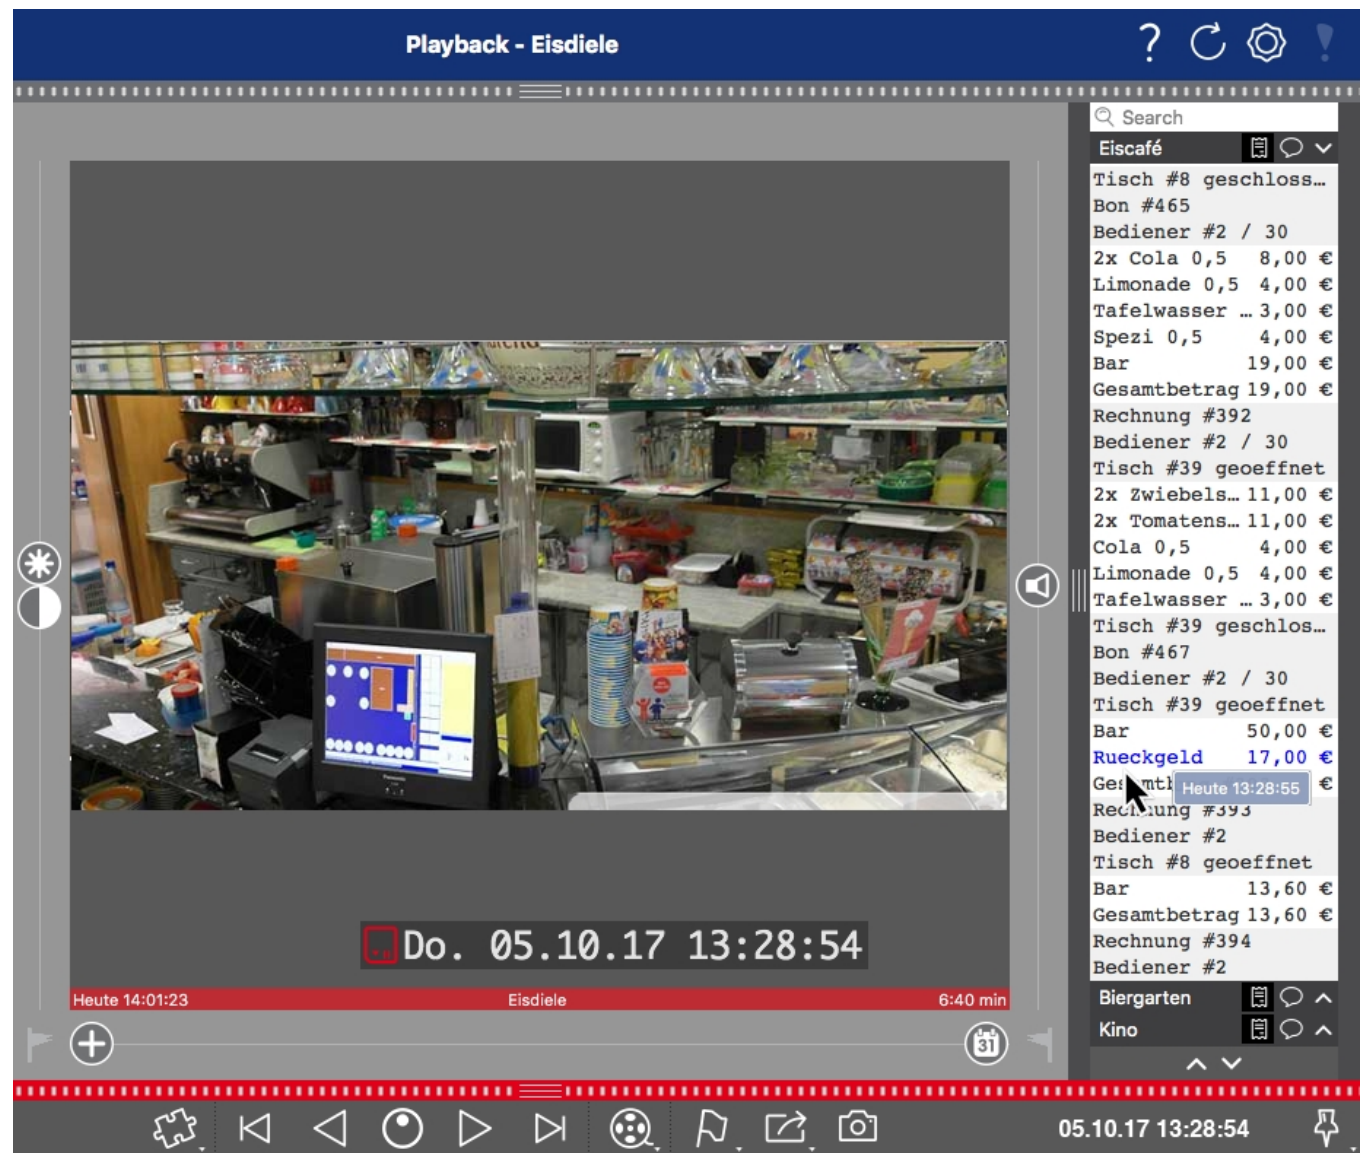 Playback - Eisdiele
Search
Eiscafé
Tisch #8 geschloss…
Bon #465
Bediener #2 / 30
2x Cola 0,5 8,00 €
Limonade 0,5 4,00 €
Tafelwasser … 3,00 €
Spezi 0,5 4,00 €
Bar 19,00 €
Gesamtbetrag 19,00 €
Rechnung #392
Bediener #2 / 30
Tisch #39 geoeffnet
2x Zwiebels… 11,00 €
2x Tomatens… 11,00 €
Cola 0,5 4,00 €
Limonade 0,5 4,00 €
Tafelwasser … 3,00 €
Tisch #39 geschlos…
Bon #467
Bediener #2 / 30
Tisch #39 geoeffnet
Bar 50,00 €
Rueckgeld 17,00 €
€
Heute 13:28:55
Rechnung #393
Bediener #2
Tisch #8 geoeffnet
Bar 13,60 €
Gesamtbetrag 13,60 €
Rechnung #394
Bediener #2
Biergarten
Kino
Do. 05.10.17 13:28:54
Heute 14:01:23 Eisdiele 6:40 min
31
05.10.17 13:28:54